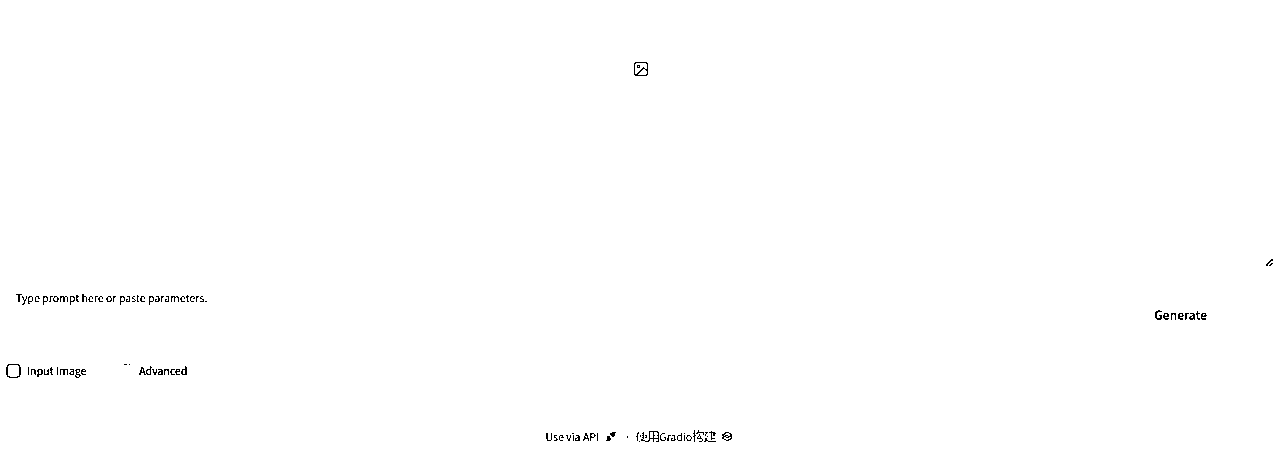 Type prompt here or paste parameters.
Generate
Input Image
Advanced
Use via API · 使用Gradio构建